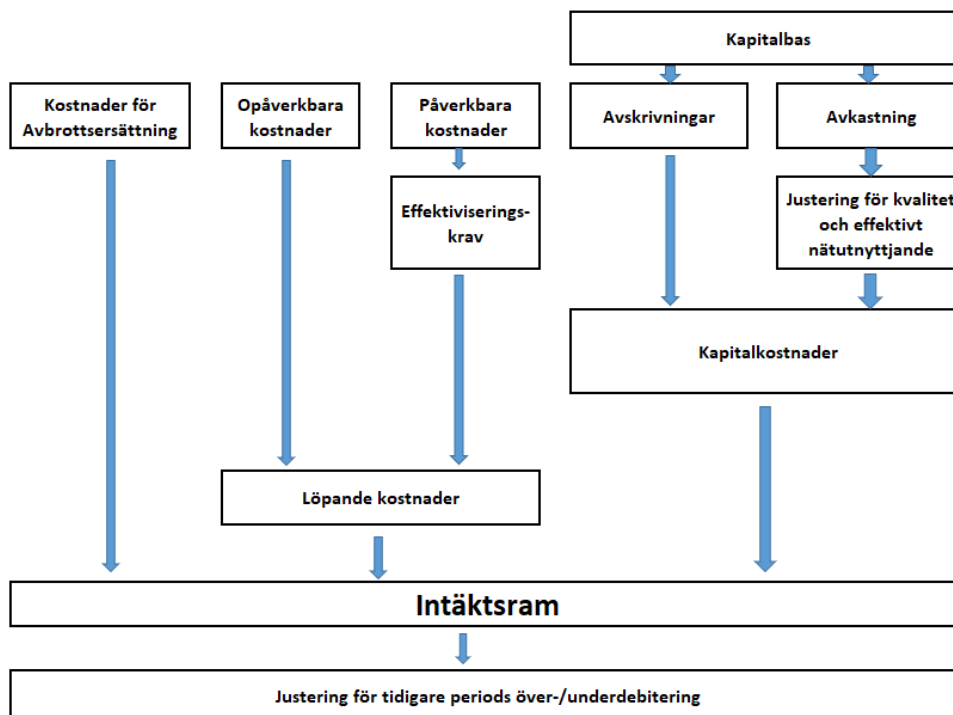 Kapitalbas
Kostnader för
Avbrottsersättning
Opåverkbara
kostnader
Påverkbara
kostnader
Avskrivningar
Avkastning
Effektiviserings-
krav
Justering för kvalitet
och effektivt
nätutnyttjande
Kapitalkostnader
Löpande kostnader
Intäktsram
Justering för tidigare periods över-/underdebitering